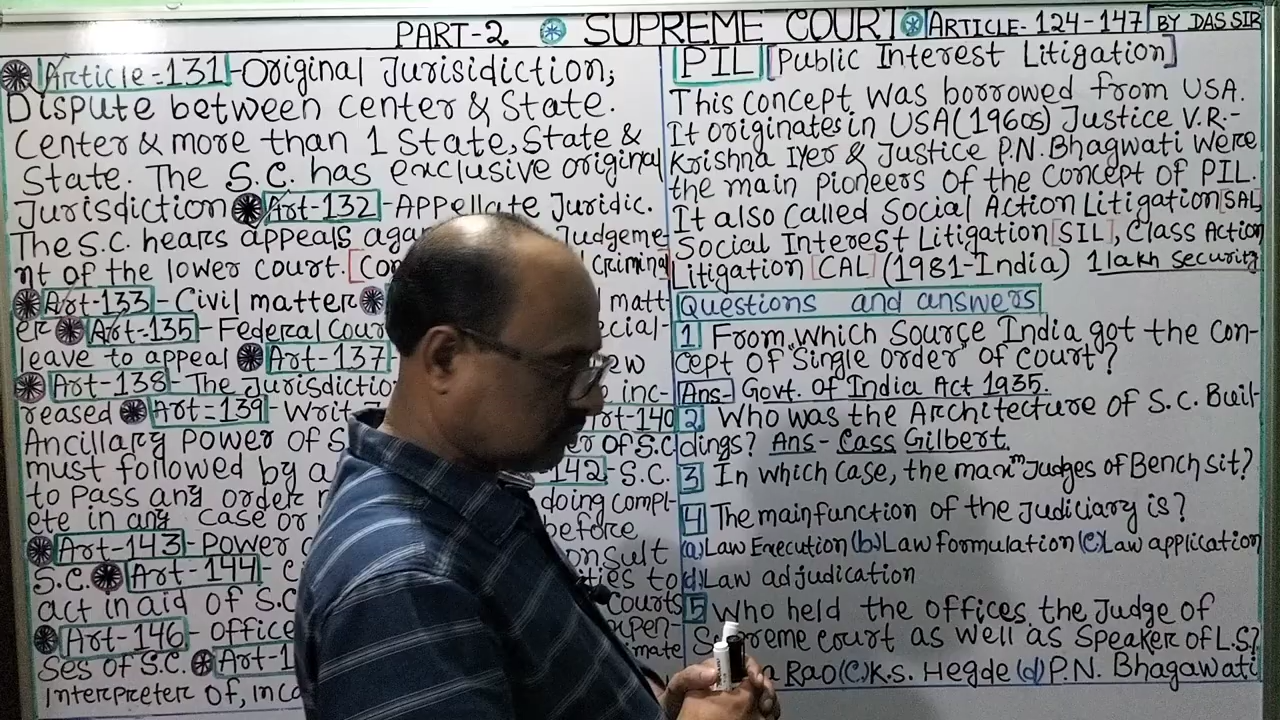 PART-2 SUPREME COURT ARTICLE- 124-147 BY DAS SIR
Article=131-Original Jurisidiction,
Dispute between center & State.
Center & more than 1 State, State &
State. The S.C. has exclusive original
Jurisdiction Art-132-Appellate Juridic.
The S.C. hears appeals Judgeme-
nt of the lower court. Criminal
Art-133-Civil matter matt-
er Art-135-Federal Cour ecial-
leave to appeal Art-137
Art-138-The Jurisdictio inc-
reased Art=139-Writ Art-140
Ancillary Power of S. er of S.C
must followed by a 142-S.C.
to Pass any order doing compl-
ete in any case or before
Art-143-Power onsult
S.C. Art-144- ties to
act in aid of S.C Courts
Art-146-office xpen-
ses of S.C. Art-1 timate
Interpreter of, in
PIL [Public Interest Litigation]
This Concept was borrowed from USA.
It originates in USA(1960s) Justice V.R.-
Krishna Iyer & Justice P.N. Bhagwati were
the main pioneers of the concept of PIL.
It also called Social Action Litigation[SAL]
Social Interest Litigation[SIL], Class Action
Litigation [CAL] (1981-India) 1 lakh security
Questions and answers
1 From which Source India got the con-
cept of "Single order" of court?
Ans- Govt. of India Act 1935.
2 Who was the Architecture of S.C. Buil-
dings? Ans- Cass Gilbert.
3 In which case, the maxm Judges of Bench sit?
4 The main function of the Judiciary is?
(a) Law Execution (b) Law formulation (c) Law application
(d) Law adjudication
5 Who held the offices the Judge of
Supreme court as well as Speaker of L.S?
Rao (C) K.S. Hegde (d) P.N. Bhagawati